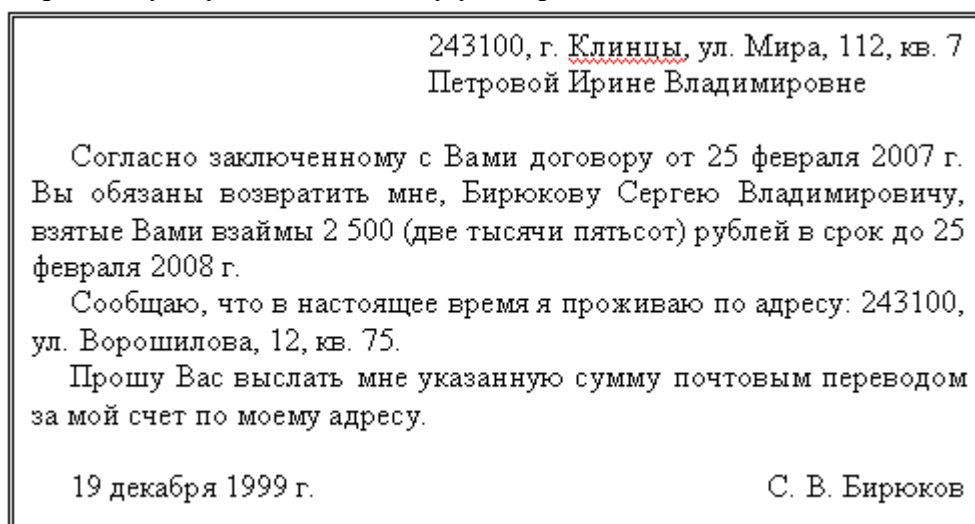 243100, г. Клинцы, ул. Мира, 112, кв. 7
Петровой Ирине Владимировне
Согласно заключенному с Вами договору от 25 февраля 2007 г.
Вы обязаны возвратить мне, Бирюкову Сергею Владимировичу,
взятые Вами взаймы 2 500 (две тысячи пятьсот) рублей в срок до 25
февраля 2008 г.
Сообщаю, что в настоящее время я проживаю по адресу: 243100,
ул. Ворошилова, 12, кв. 75.
Прошу Вас выслать мне указанную сумму почтовым переводом
за мой счет по моему адресу.
19 декабря 1999 г. С. В. Бирюков